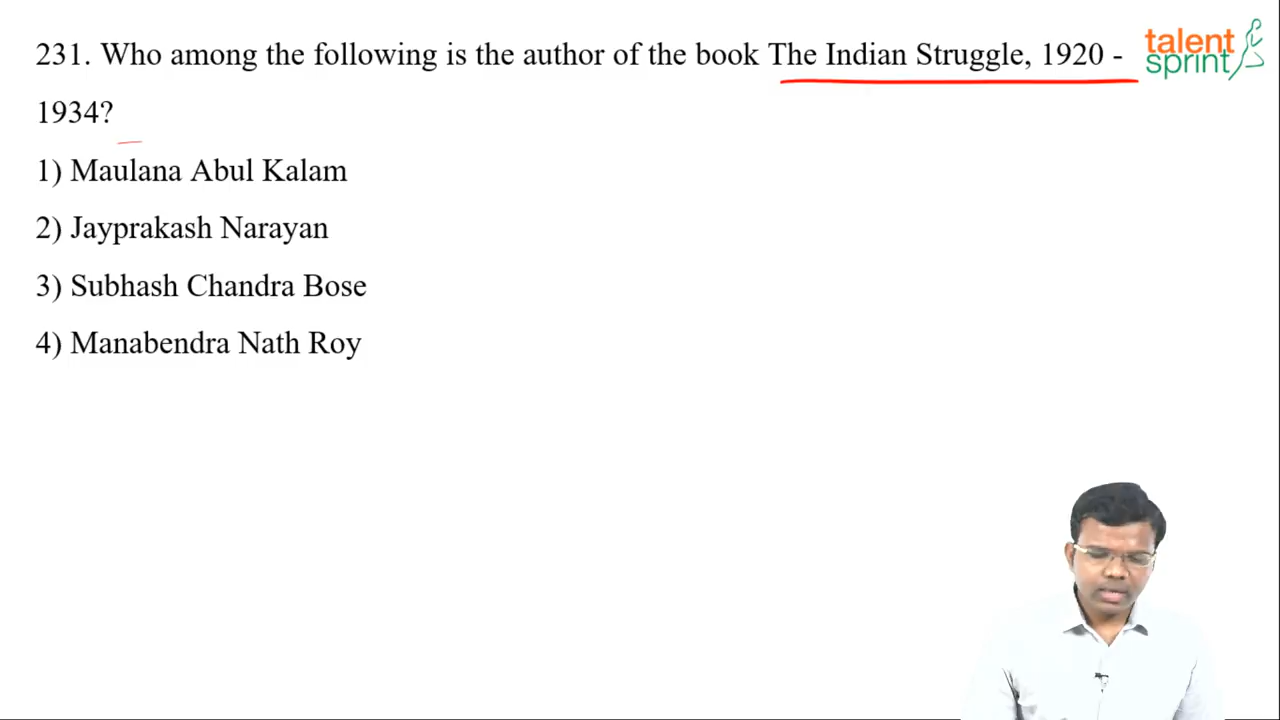 231. Who among the following is the author of the book The Indian Struggle, 1920 -
1934?
1) Maulana Abul Kalam
2) Jayprakash Narayan
3) Subhash Chandra Bose
4) Manabendra Nath Roy
talent
sprint